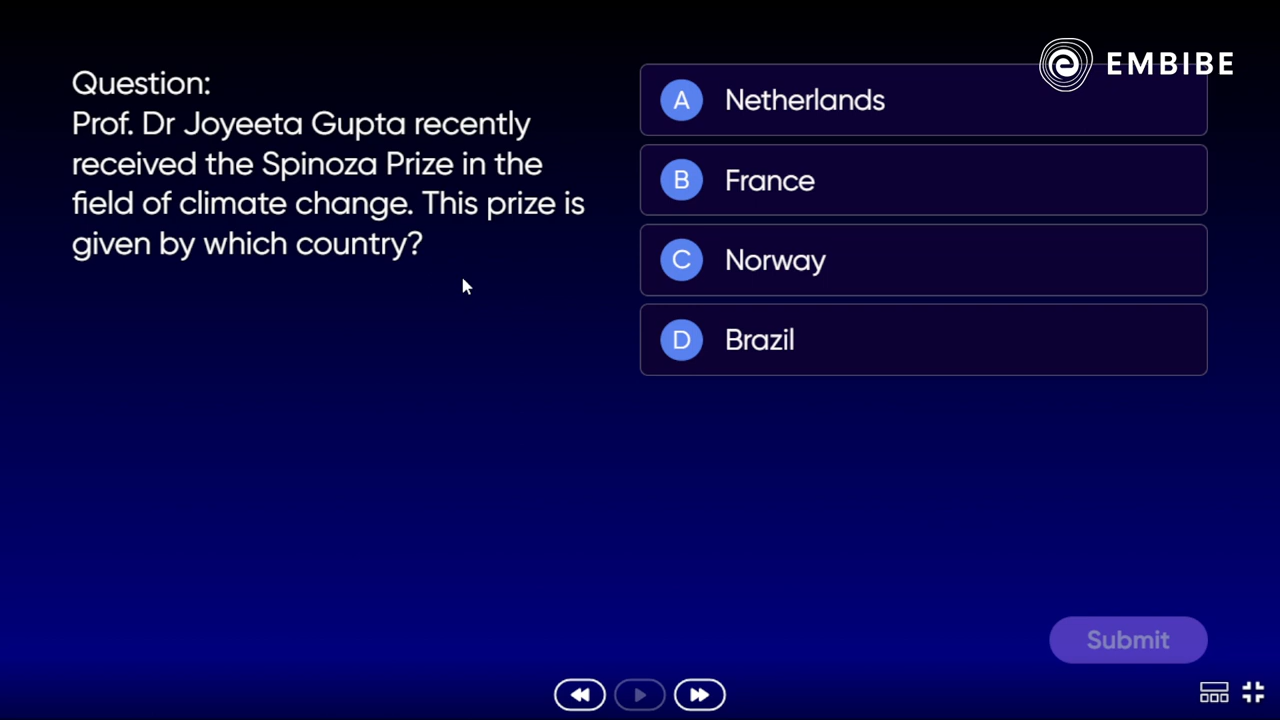 Question:
Prof. Dr Joyeeta Gupta recently
received the Spinoza Prize in the
field of climate change. This prize is
given by which country?
EMBIBE
A Netherlands
B France
C Norway
D Brazil
Submit